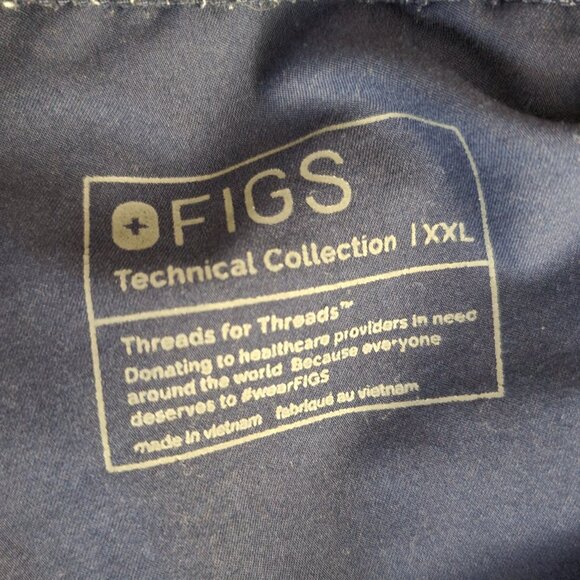 FIGS
Technical Collection / XXL
Threads for Threads™
Donating to healthcare providers in need
around the world Because everyone
deserves to #wearFIGS
made in vietnam fabriqué au vietnam